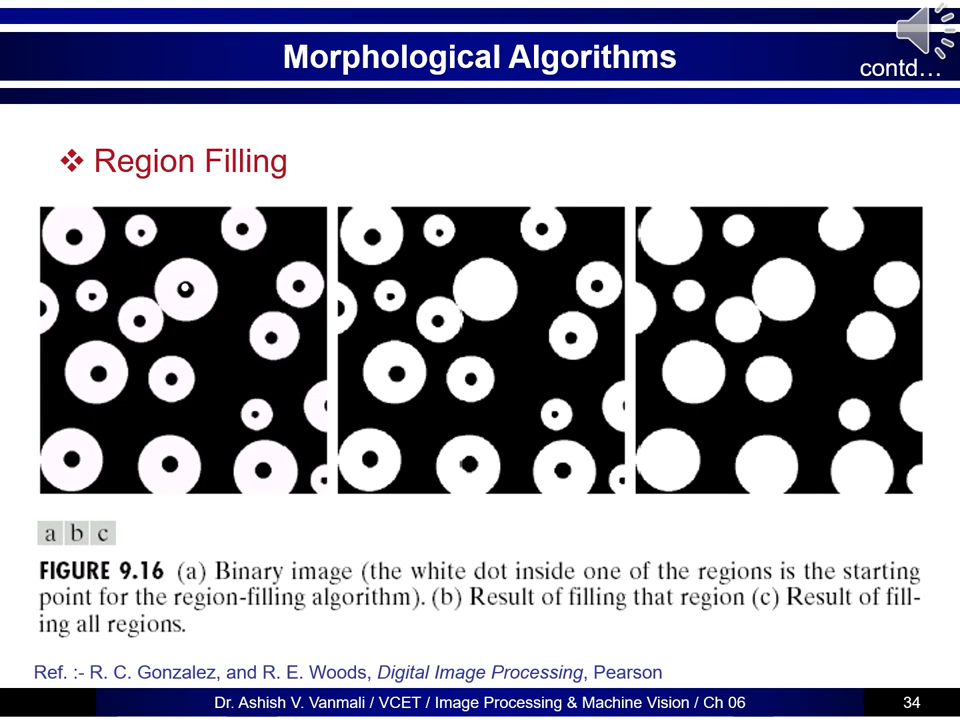 Morphological Algorithms
contd…
❖ Region Filling
a b c
FIGURE 9.16 (a) Binary image (the white dot inside one of the regions is the starting
point for the region-filling algorithm). (b) Result of filling that region (c) Result of fill-
ing all regions.
Ref. :- R. C. Gonzalez, and R. E. Woods, Digital Image Processing, Pearson
Dr. Ashish V. Vanmali / VCET / Image Processing & Machine Vision / Ch 06
34